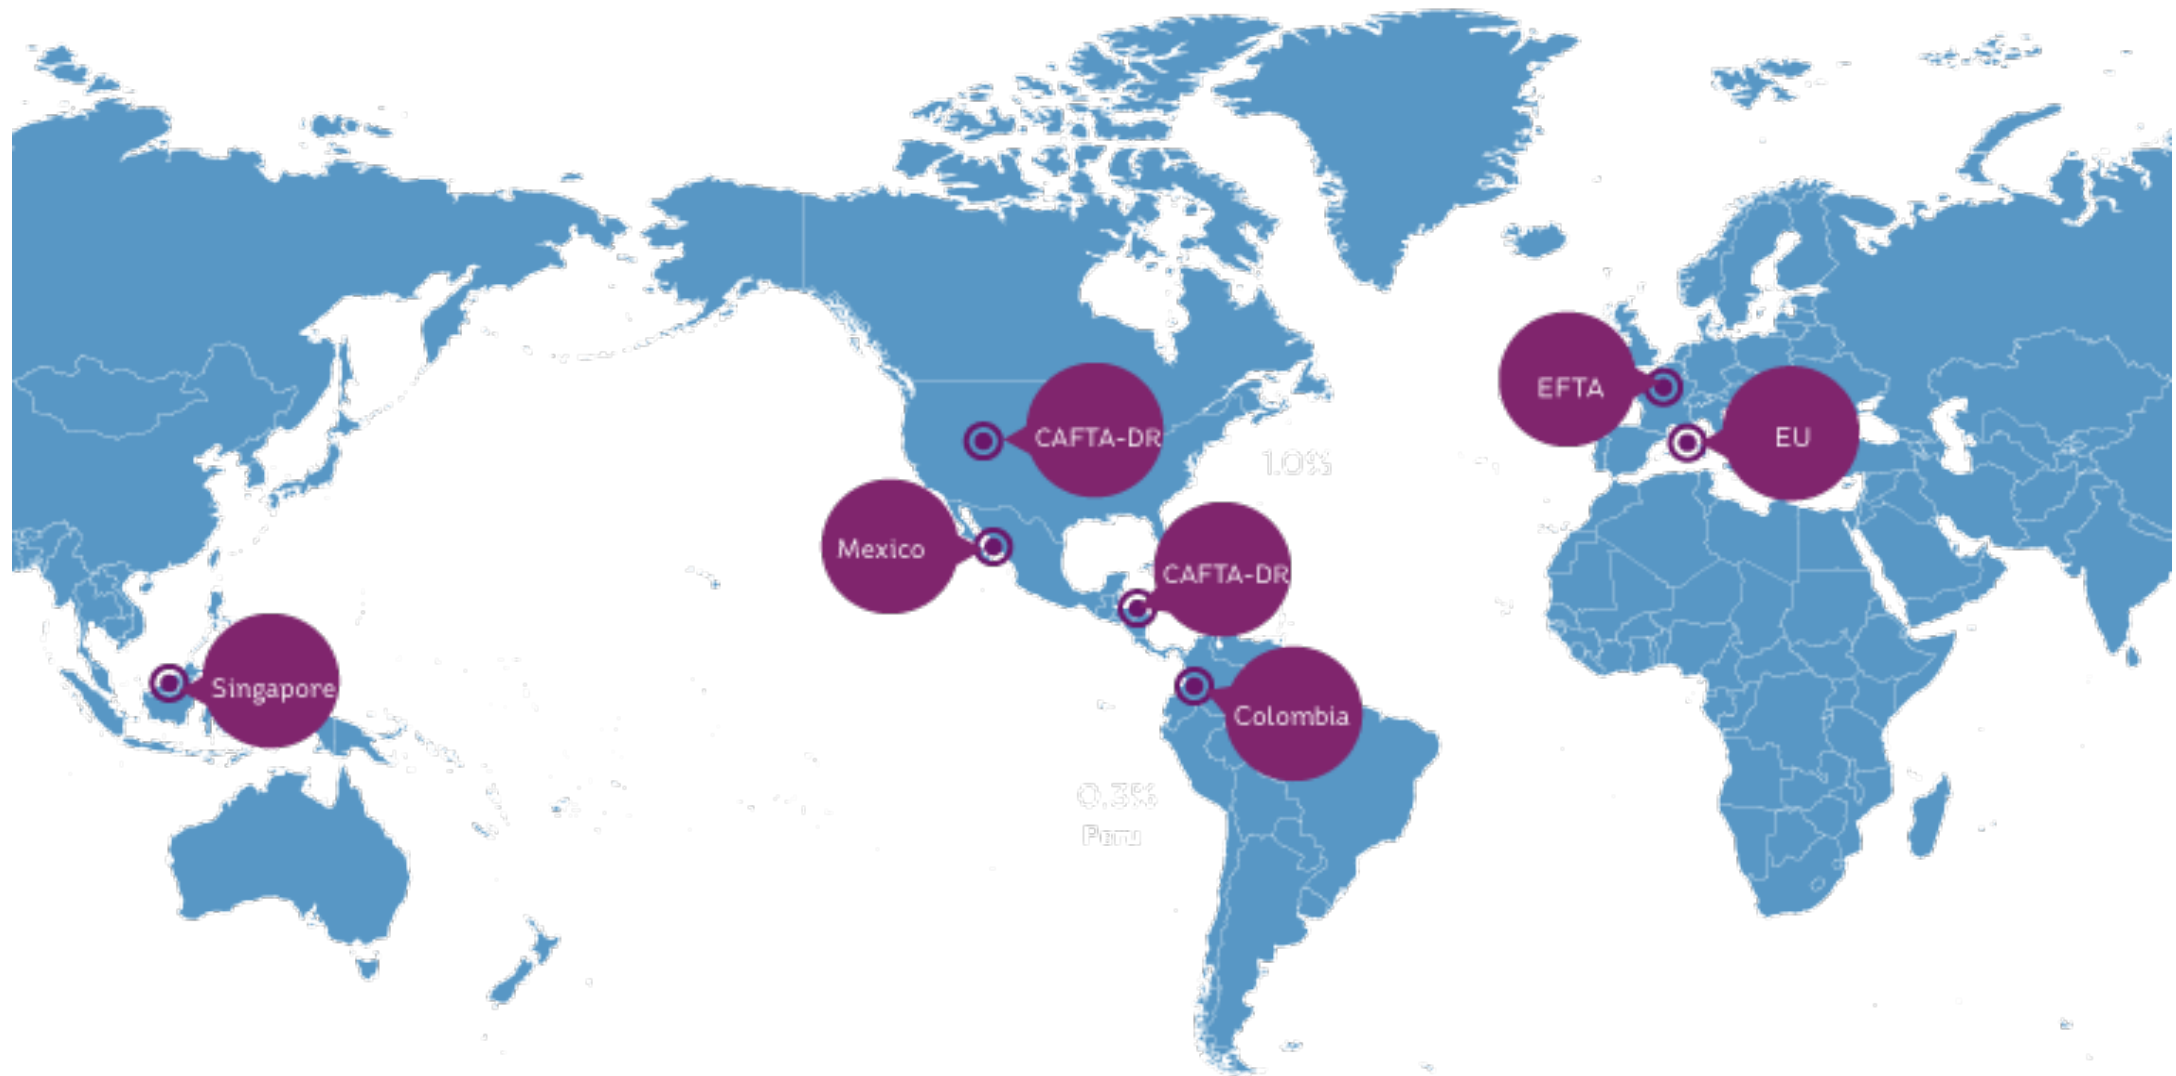 EFTA
CAFTA-DR
EU
1.0%
Mexico
CAFTA-DR
Singapore
Colombia
0.3%
Peru